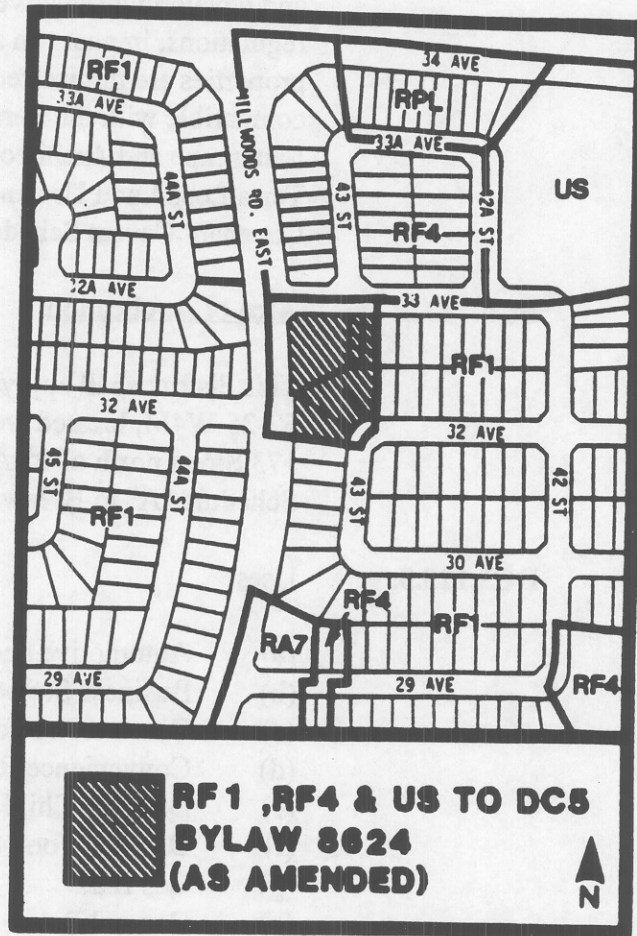 RF1
34 AVE
33A AVE
RPL
33A AVE
US
44A ST
MILLWOODS RD. EAST
43 ST
42A ST
RF4
32A AVE
33 AVE
RF1
32 AVE
32 AVE
45 ST
44A ST
RF1
43 ST
42 ST
30 AVE
RF4
RA7
RF1
29 AVE
29 AVE
RF4
RF1 ,RF4 & US TO DC5
BYLAW 8624
(AS AMENDED)
N
(b)
(d)
Convenience